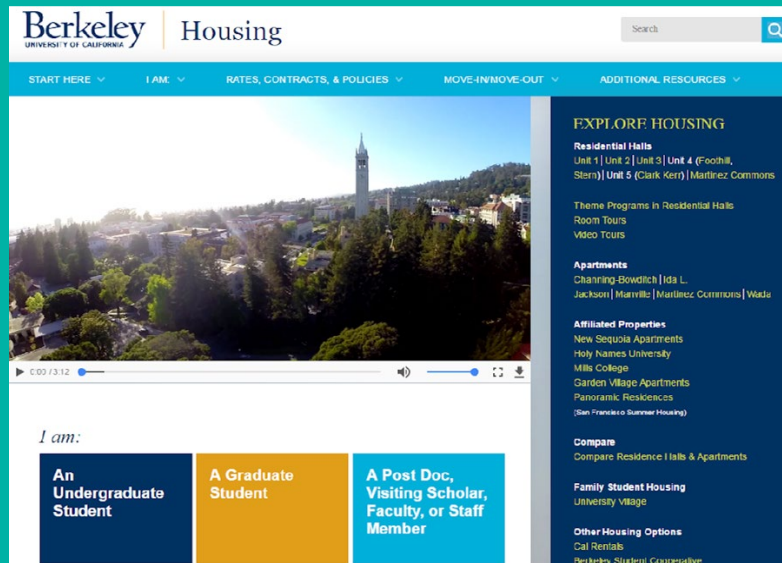 Berkeley
UNIVERSITY OF CALIFORNIA
Housing
Search
START HERE
I AM:
RATES, CONTRACTS, & POLICIES
MOVE-IN/MOVE-OUT
ADDITIONAL RESOURCES
0:00 / 3:12
I am:
An
Undergraduate
Student
A Graduate
Student
A Post Doc,
Visiting Scholar,
Faculty, or Staff
Member
EXPLORE HOUSING
Residential Halls
Unit 1 | Unit 2 | Unit 3 | Unit 4 (Foothill,
Stern) | Unit 5 (Clark Kerr) | Martinez Commons
Theme Programs in Residential Halls
Room Tours
Video Tours
Apartments
Channing-Bowditch | Ida L.
Jackson | Manville | Martinez Commons | Wada
Affiliated Properties
New Sequoia Apartments
Holy Names University
Mills College
Garden Village Apartments
Panoramic Residences
(San Francisco Summer Housing)
Compare
Compare Residence Halls & Apartments
Family Student Housing
University Village
Other Housing Options
Cal Rentals
Berkeley Student Cooperative